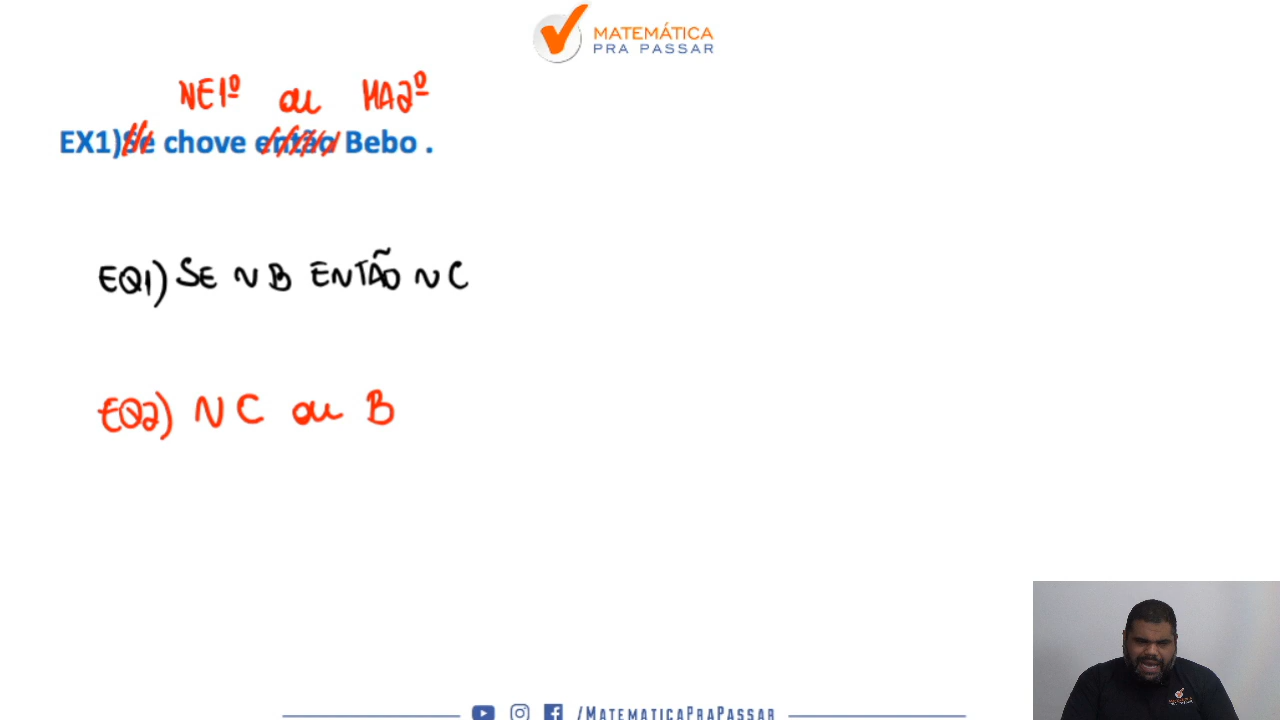 MATEMÁTICA
PRA PASSAR
NE1º ou MA2º
EX1)Se chove então Bebo .
EQ1) SE N B ENTÃO N C
EQ2) N C ou B
/MATEMATICAPRAPASSAR